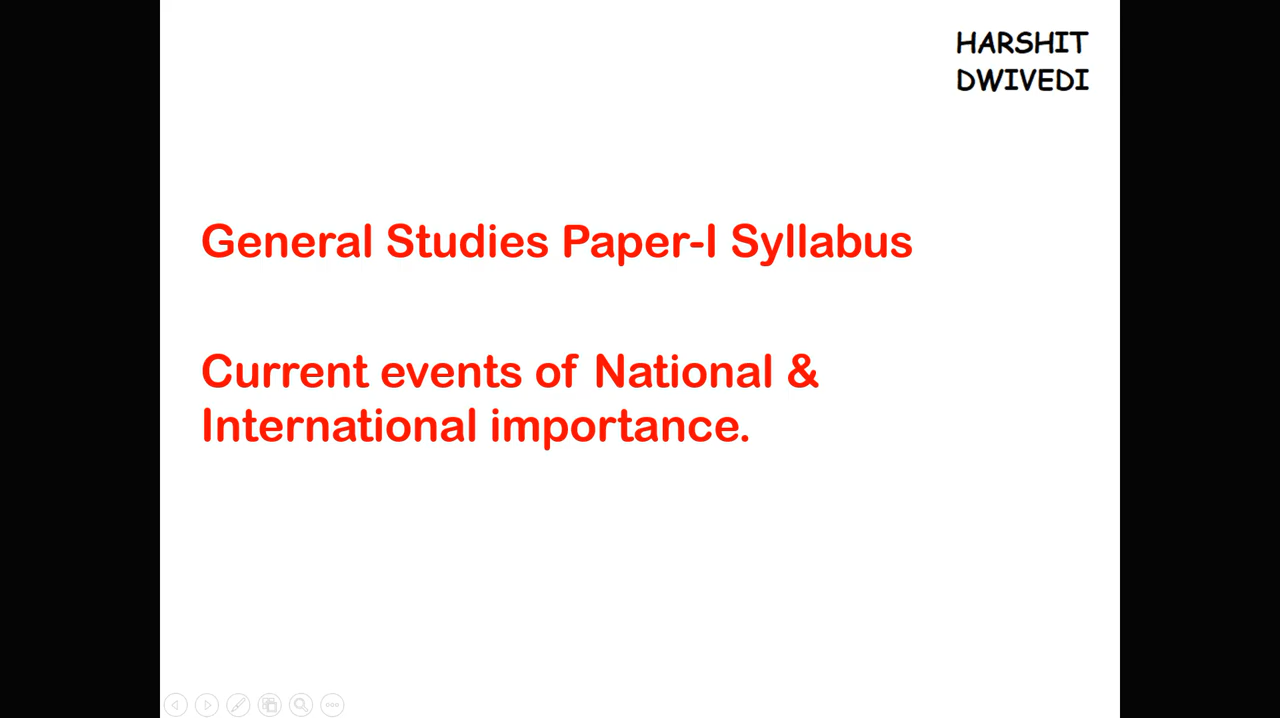 HARSHIT
DWIVEDI
General Studies Paper-I Syllabus
Current events of National &
International importance.